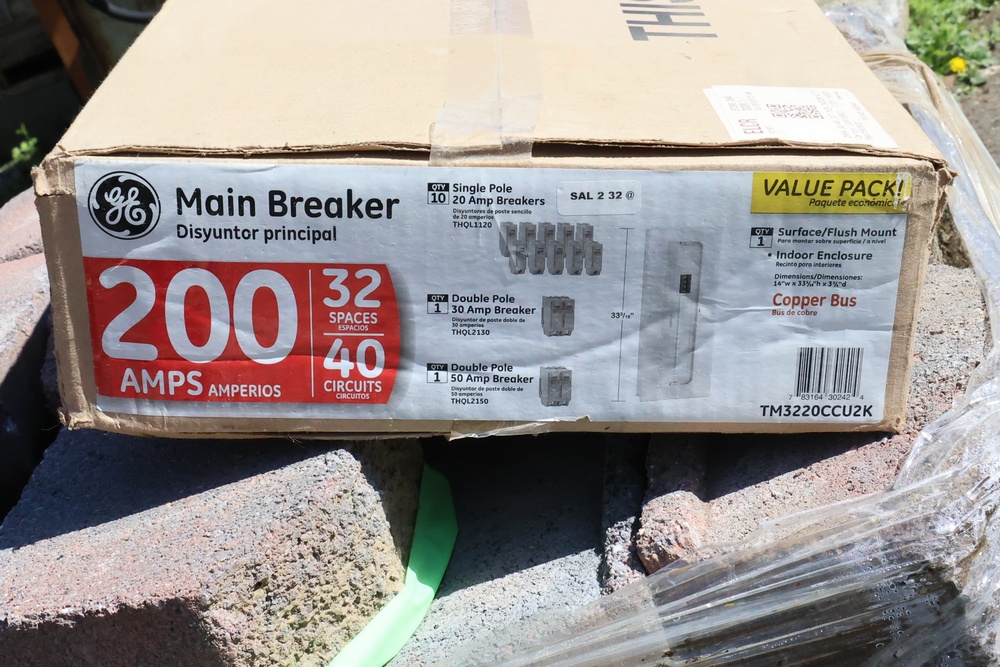 THIS
ELCR
GE
Main Breaker
Disyuntor principal
200
AMPS AMPERIOS
32
SPACES
ESPACIOS
40
CIRCUITS
CIRCUITOS
QTY
10
Single Pole
20 Amp Breakers
Disyuntores de poste sencillo
de 20 amperios
THQL1120
SAL 2 32 @
QTY
1
Double Pole
30 Amp Breaker
Disyuntor de poste doble de
30 amperios
THQL2130
QTY
1
Double Pole
50 Amp Breaker
Disyuntor de poste doble de
50 amperios
THQL2150
VALUE PACK!
Paquete económico!
QTY
1
Surface/Flush Mount
Para montar sobre superficie / a nivel
• Indoor Enclosure
Recinto para interiores
Dimensions/Dimensiones:
Copper Bus
Bus de cobre
7 83164 30242 4
TM3220CCU2K